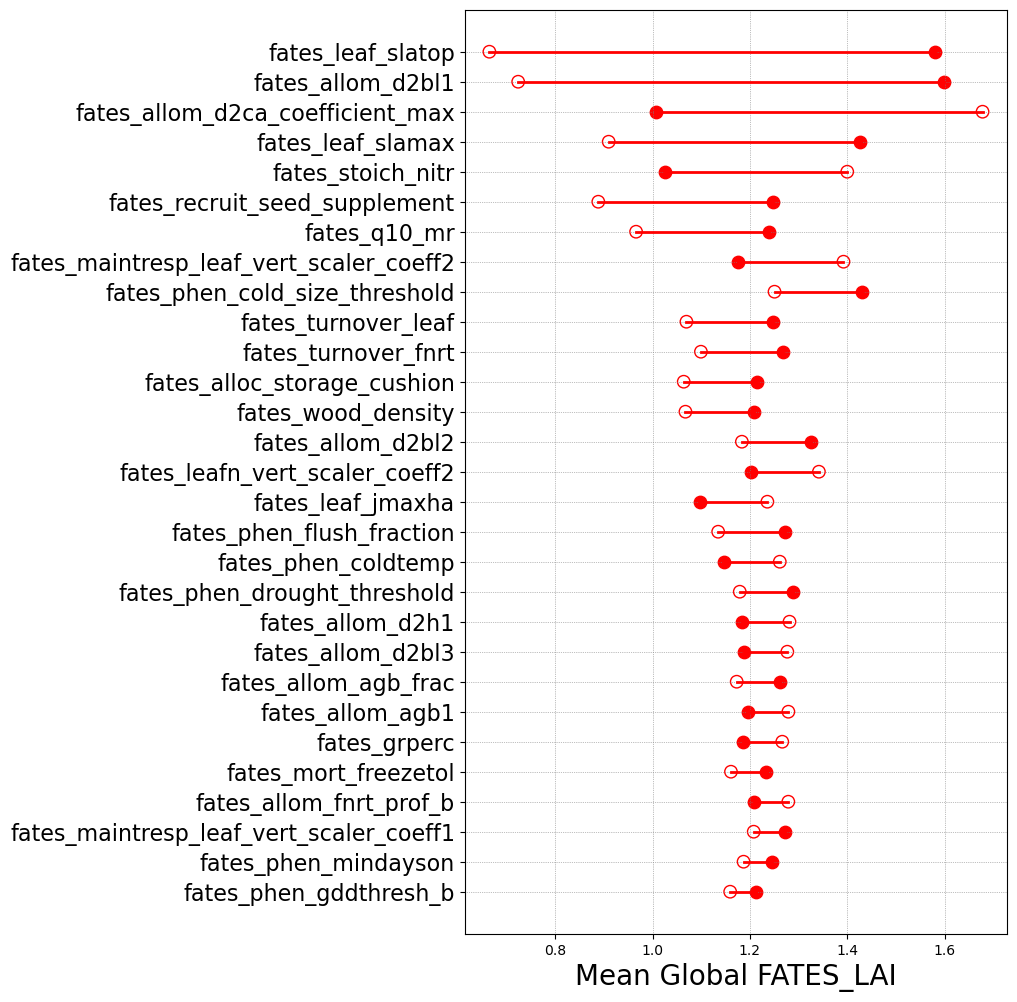 fates_leaf_slatop
fates_allom_d2bl1
fates_allom_d2ca_coefficient_max
fates_leaf_slamax
fates_stoich_nitr
fates_recruit_seed_supplement
fates_q10_mr
fates_maintresp_leaf_vert_scaler_coeff2
fates_phen_cold_size_threshold
fates_turnover_leaf
fates_turnover_fnrt
fates_alloc_storage_cushion
fates_wood_density
fates_allom_d2bl2
fates_leafn_vert_scaler_coeff2
fates_leaf_jmaxha
fates_phen_flush_fraction
fates_phen_coldtemp
fates_phen_drought_threshold
fates_allom_d2h1
fates_allom_d2bl3
fates_allom_agb_frac
fates_allom_agb1
fates_grperc
fates_mort_freezetol
fates_allom_fnrt_prof_b
fates_maintresp_leaf_vert_scaler_coeff1
fates_phen_mindayson
fates_phen_gddthresh_b
0.8 1.0 1.2 1.4 1.6
Mean Global FATES_LAI